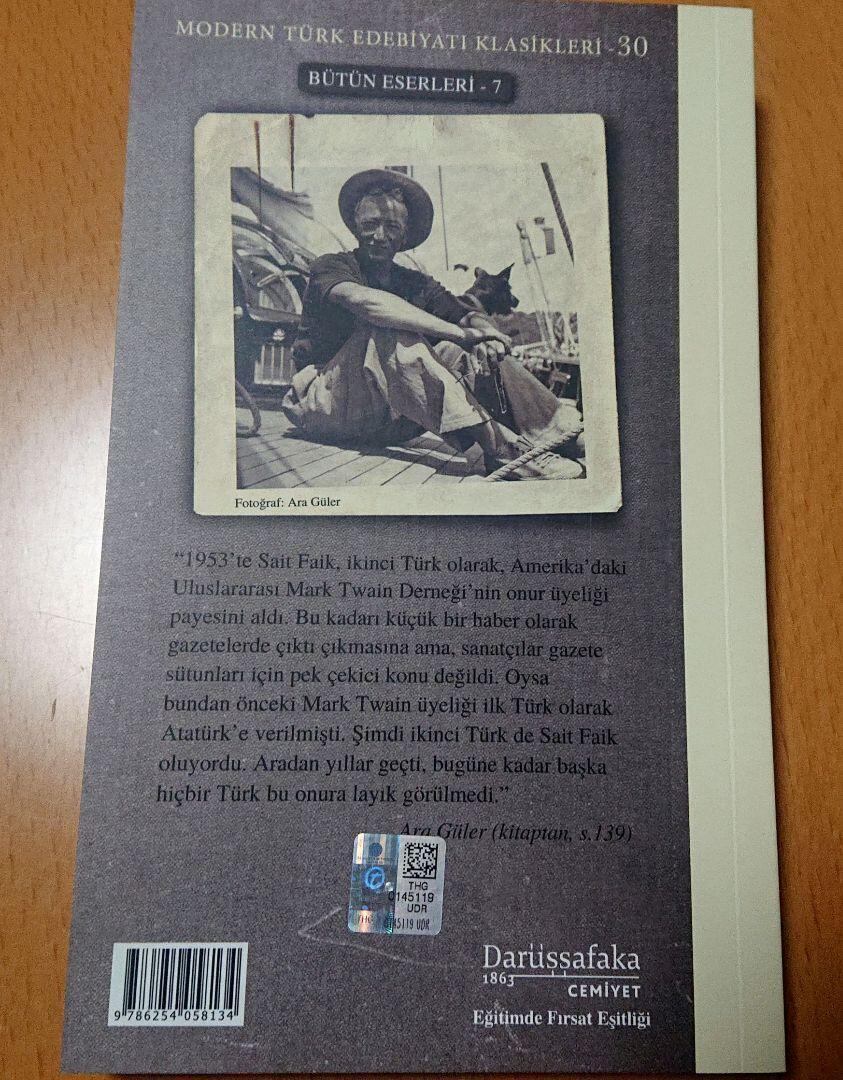 MODERN TÜRK EDEBİYATI KLASİKLERİ - 30
BÜTÜN ESERLERİ - 7
Fotoğraf: Ara Güler
“1953’te Sait Faik, ikinci Türk olarak, Amerika’daki
Uluslararası Mark Twain Derneği’nin onur üyeliği
payesini aldı. Bu kadarı küçük bir haber olarak
gazetelerde çıktı çıkmasına ama, sanatçılar gazete
sütunları için pek çekici konu değildi. Oysa
bundan önceki Mark Twain üyeliği ilk Türk olarak
Atatürk’e verilmişti. Şimdi ikinci Türk de Sait Faik
oluyordu. Aradan yıllar geçti, bugüne kadar başka
hiçbir Türk bu onura layık görülmedi.”
Ara Güler (kitaptan, s.139)
THG
0145119
UDR
9 786254 058134
Darüşşafaka
1863
CEMİYET
Eğitimde Fırsat Eşitliği